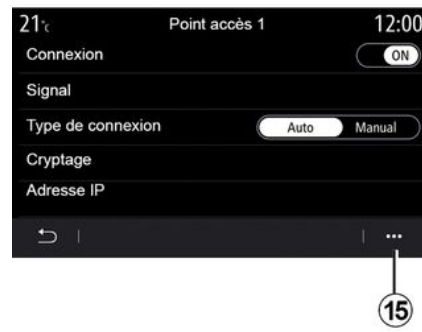 21°c Point accès 1 12:00
Connexion ON
Signal
Type de connexion Auto Manual
Cryptage
Adresse IP
15